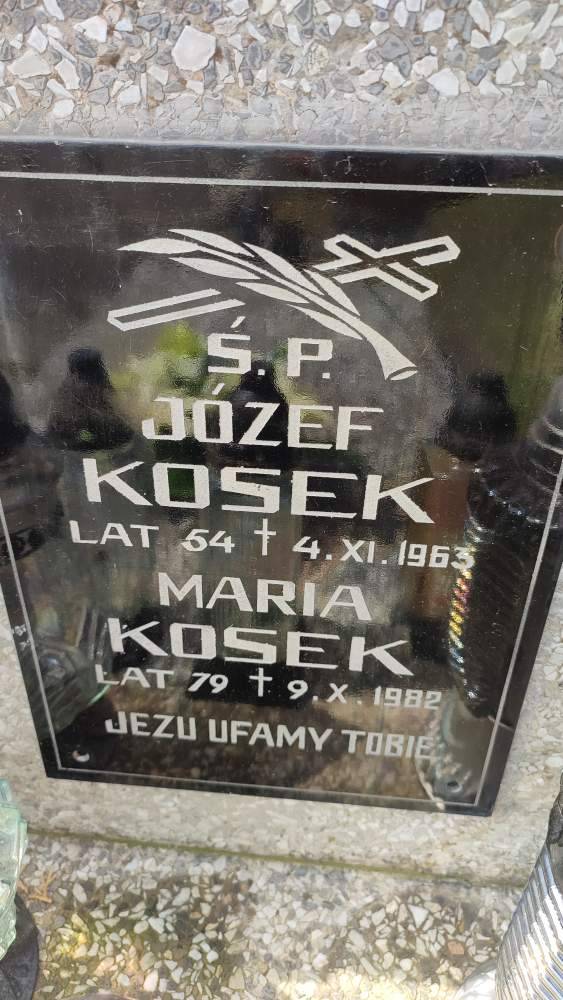 Ś. P.
JÓZEF
KOSEK
LAT 54 † 4. XI. 1963
MARIA
KOSEK
LAT 79 † 9. X. 1982
JEZU UFAMY TOBIE